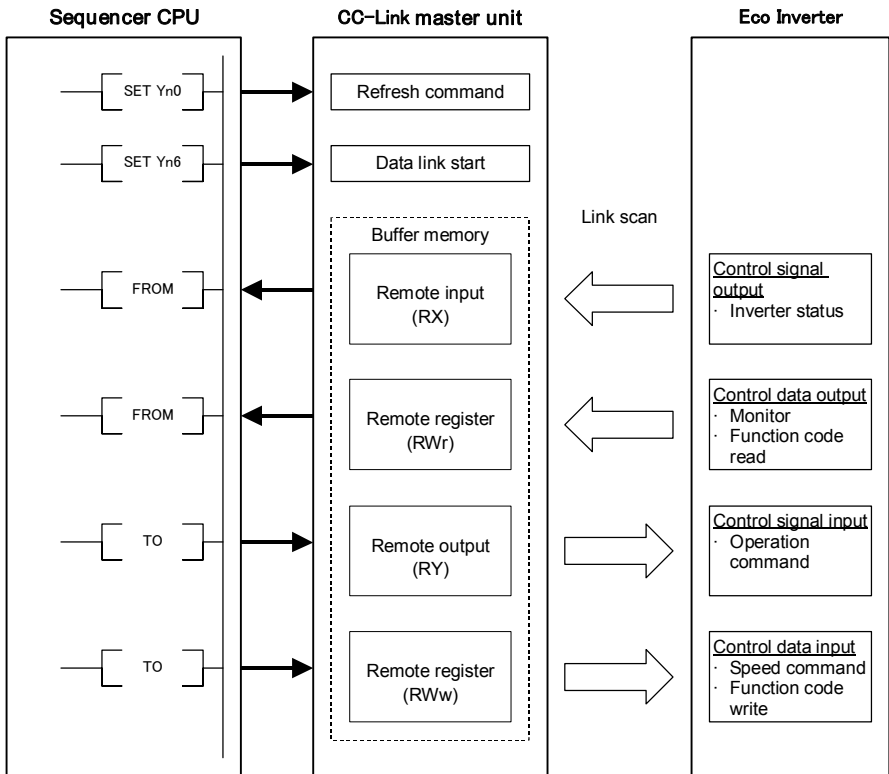 Sequencer CPU
CC-Link master unit
Eco Inverter
SET Yn0
Refresh command
SET Yn6
Data link start
Link scan
Buffer memory
FROM
Remote input
(RX)
Control signal
output
· Inverter status
FROM
Remote register
(RWr)
Control data output
· Monitor
· Function code
read
TO
Remote output
(RY)
Control signal input
· Operation
command
TO
Remote register
(RWw)
Control data input
· Speed command
· Function code
write